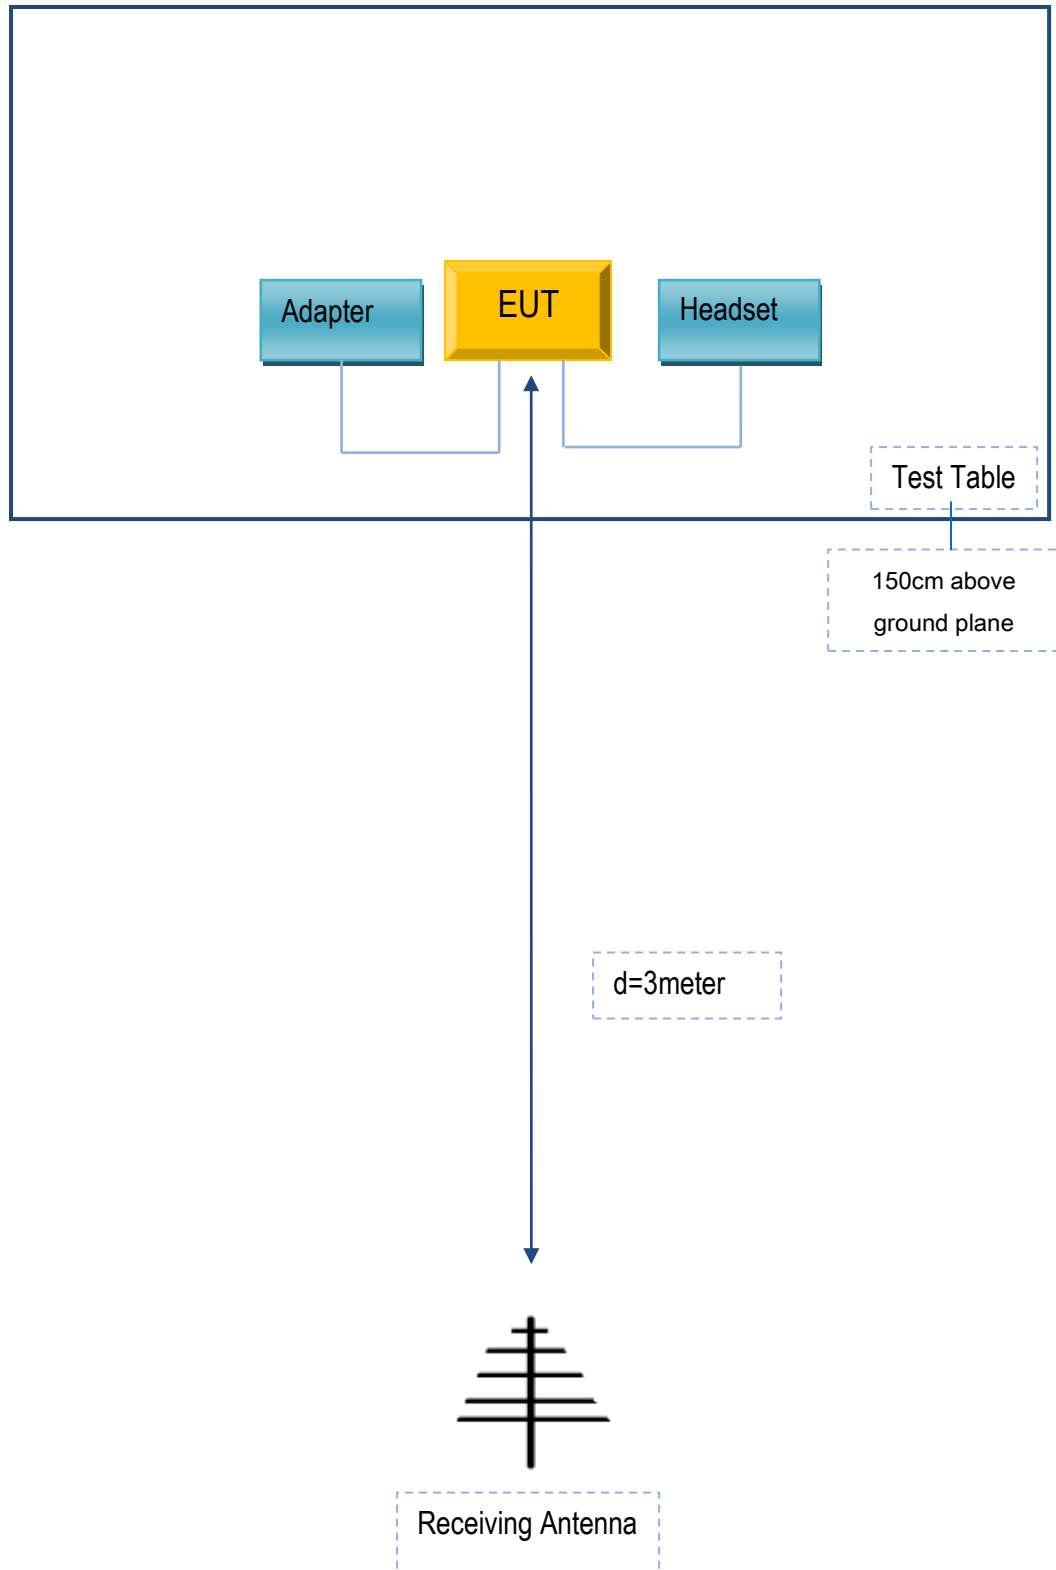 Adapter
EUT
Headset
Test Table
150cm above
ground plane
d=3meter
Receiving Antenna